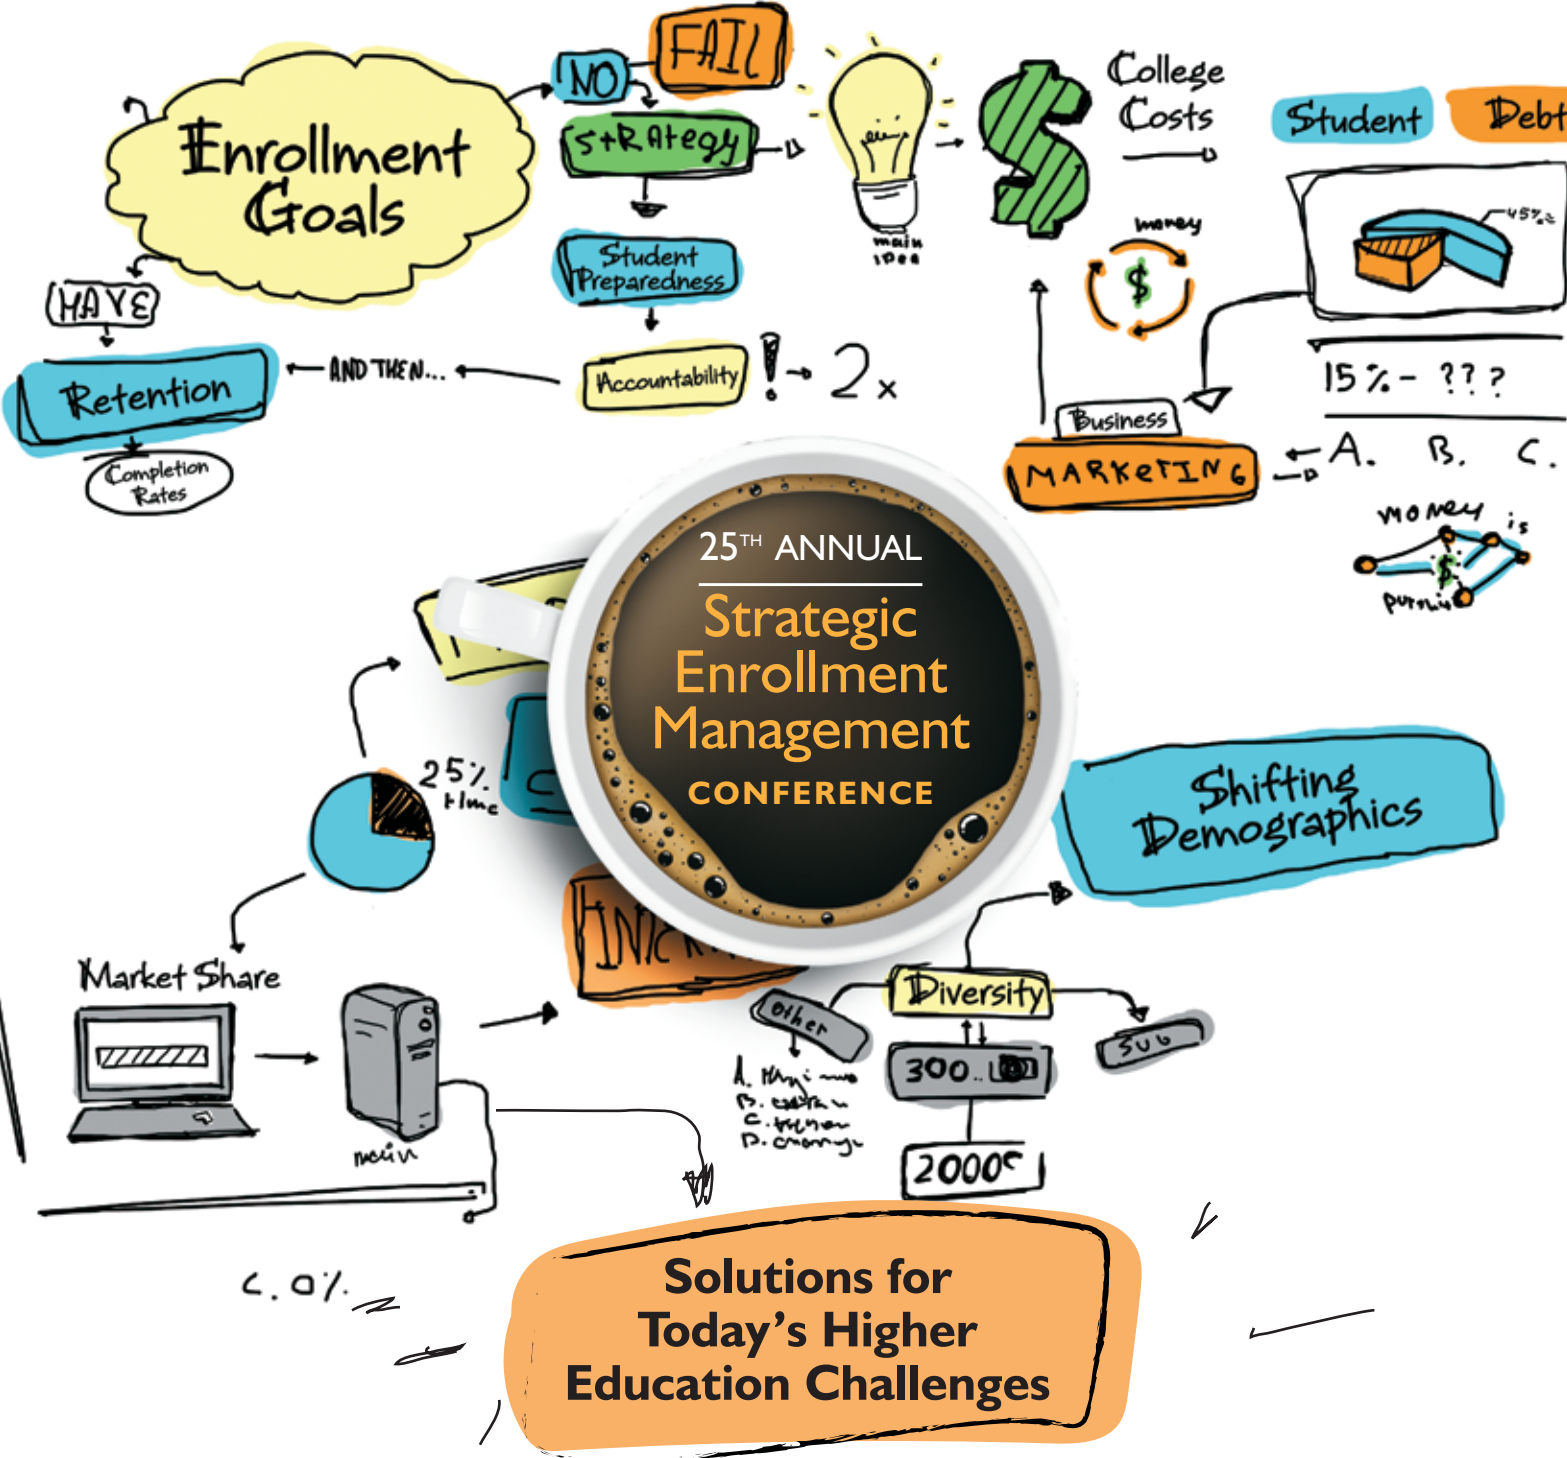 FAIL
NO
Enrollment
Goals
STRATEGY
College
Costs
Student
Debt
45%
main
idea
money
$
Student
Preparedness
HAVE
Retention
AND THEN...
Accountability
! 2x
15% - ???
Business
MARKETING
A. B. C.
Completion
Rates
money is
$
25TH ANNUAL
Strategic
Enrollment
Management
CONFERENCE
25%
time
Shifting
Demographics
Market Share
Diversity
other
SUB
300..
A.
B.
C.
D.
main
2000
C. 0%
Solutions for
Today's Higher
Education Challenges